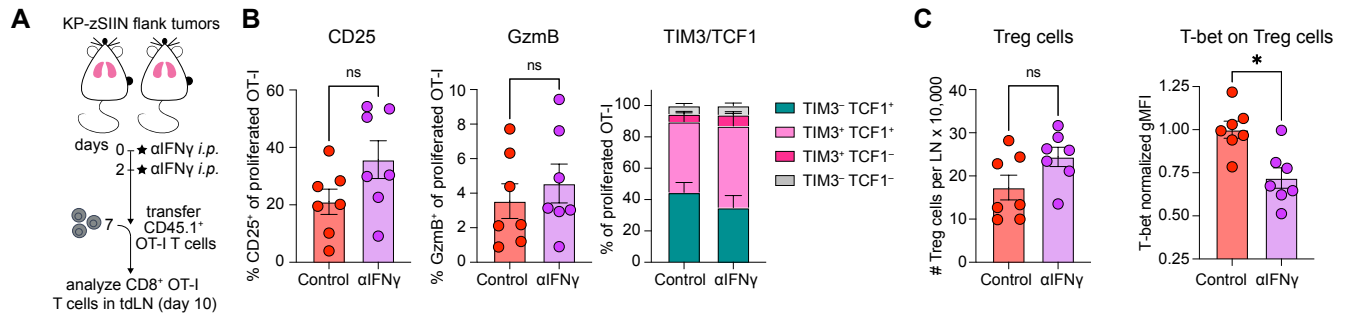 A
KP-zSIIN flank tumors
days
0 ★ αIFNγ i.p.
2 ★ αIFNγ i.p.
7
transfer
CD45.1⁺
OT-I T cells
analyze CD8⁺ OT-I
T cells in tdLN (day 10)
B
CD25
% CD25⁺ of proliferated OT-I
60
40
20
0
ns
Control αIFNγ
GzmB
% GzmB⁺ of proliferated OT-I
10
8
6
4
2
0
ns
Control αIFNγ
TIM3/TCF1
% of proliferated OT-I
100
80
60
40
20
0
Control αIFNγ
TIM3⁻ TCF1⁺
TIM3⁺ TCF1⁺
TIM3⁺ TCF1⁻
TIM3⁻ TCF1⁻
C
Treg cells
# Treg cells per LN x 10,000
40
30
20
10
0
ns
Control αIFNγ
T-bet on Treg cells
T-bet normalized gMFI
1.25
1.00
0.75
0.50
0.25
*
Control αIFNγ